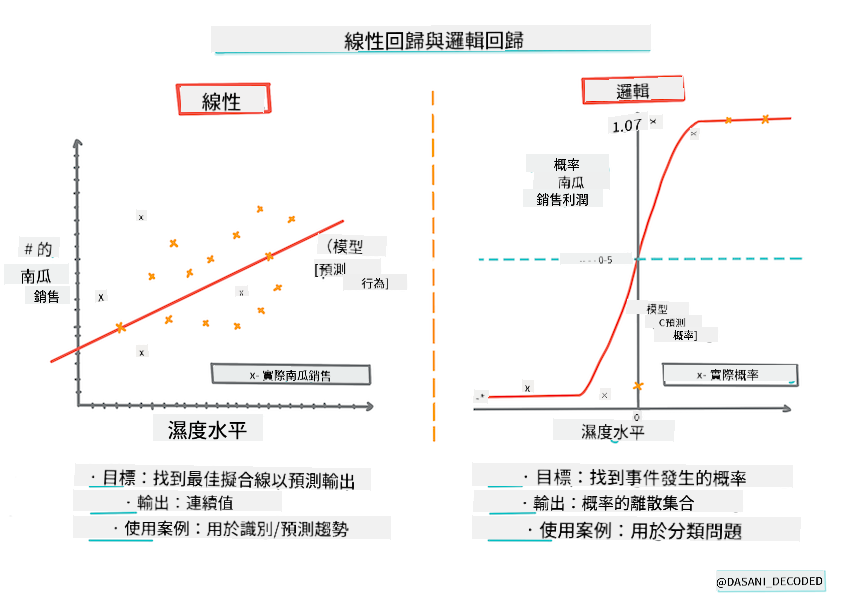 線性回歸與邏輯回歸
線性
# 的
南瓜
銷售
（模型
[預測
行為]
x- 實際南瓜銷售
濕度水平
· 目標：找到最佳擬合線以預測輸出
· 輸出：連續值
· 使用案例：用於識別/預測趨勢
邏輯
1.07
概率
南瓜
銷售利潤
0-5
模型
C預測
概率]
x- 實際概率
0
濕度水平
· 目標：找到事件發生的概率
· 輸出：概率的離散集合
· 使用案例：用於分類問題
@DASANI_DECODED